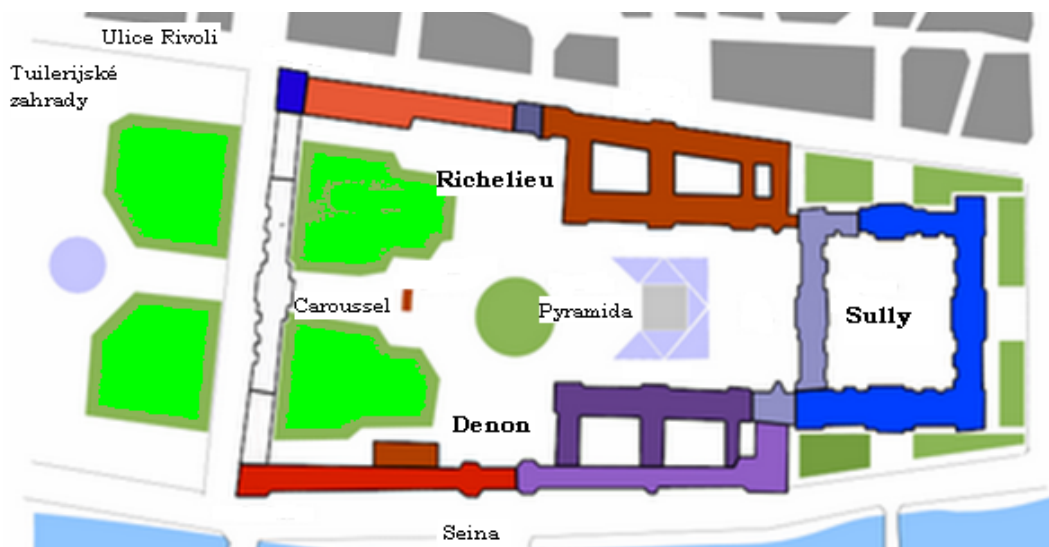 Ulice Rivoli
Tuilerijské
zahrady
Richelieu
Caroussel
Pyramida
Sully
Denon
Seina